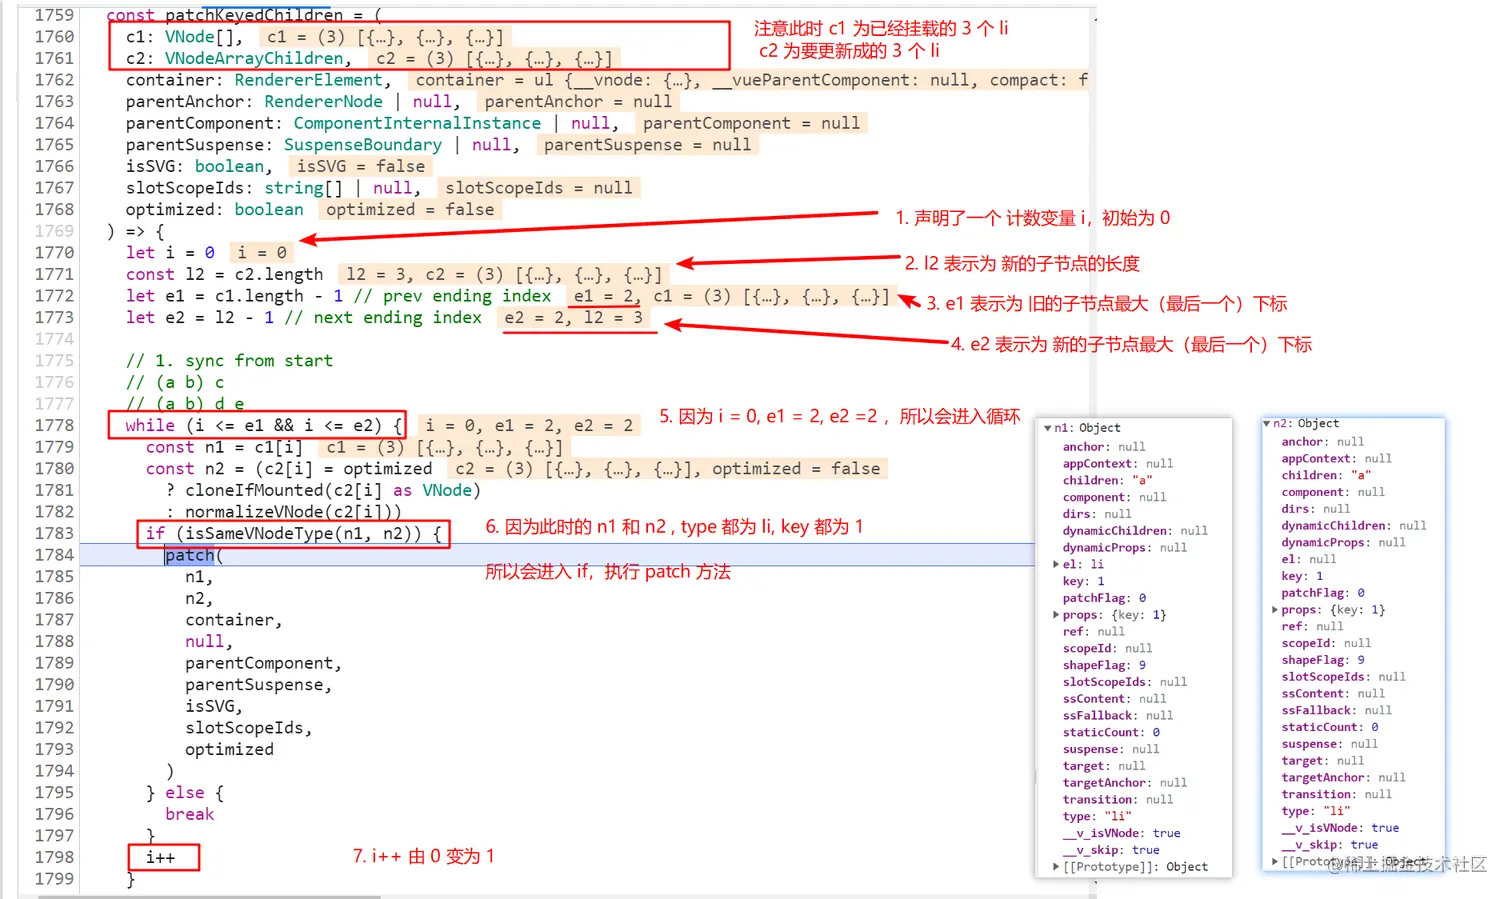 1759 const patchKeyedChildren = (
1760 c1: VNode[], c1 = (3) [{…}, {…}, {…}]
1761 c2: VNodeArrayChildren, c2 = (3) [{…}, {…}, {…}]
注意此时 c1 为已经挂载的 3 个 li
c2 为要更新成的 3 个 li
1762 container: RendererElement, container = ul {__vnode: {…}, __vueParentComponent: null, compact: f
1763 parentAnchor: RendererNode | null, parentAnchor = null
1764 parentComponent: ComponentInternalInstance | null, parentComponent = null
1765 parentSuspense: SuspenseBoundary | null, parentSuspense = null
1766 isSVG: boolean, isSVG = false
1767 slotScopeIds: string[] | null, slotScopeIds = null
1768 optimized: boolean optimized = false
1. 声明了一个 计数变量 i，初始为 0
1769 ) => {
1770 let i = 0 i = 0
1771 const l2 = c2.length l2 = 3, c2 = (3) [{…}, {…}, {…}]
2. l2 表示为 新的子节点的长度
1772 let e1 = c1.length - 1 // prev ending index e1 = 2, c1 = (3) [{…}, {…}, {…}]
3. e1 表示为 旧的子节点最大（最后一个）下标
1773 let e2 = l2 - 1 // next ending index e2 = 2, l2 = 3
4. e2 表示为 新的子节点最大（最后一个）下标
1774
1775 // 1. sync from start
1776 // (a b) c
1777 // (a b) d e
1778 while (i <= e1 && i <= e2) { i = 0, e1 = 2, e2 = 2
5. 因为 i = 0, e1 = 2, e2 =2 ，所以会进入循环
1779 const n1 = c1[i] c1 = (3) [{…}, {…}, {…}]
1780 const n2 = (c2[i] = optimized c2 = (3) [{…}, {…}, {…}], optimized = false
1781 ? cloneIfMounted(c2[i] as VNode)
1782 : normalizeVNode(c2[i]))
1783 if (isSameVNodeType(n1, n2)) {
6. 因为此时的 n1 和 n2 , type 都为 li, key 都为 1
1784 patch(
所以会进入 if，执行 patch 方法
1785 n1,
1786 n2,
1787 container,
1788 null,
1789 parentComponent,
1790 parentSuspense,
1791 isSVG,
1792 slotScopeIds,
1793 optimized
1794 )
1795 } else {
1796 break
1797 }
1798 i++
7. i++ 由 0 变为 1
1799 }
n1: Object
anchor: null
appContext: null
children: "a"
component: null
dirs: null
dynamicChildren: null
dynamicProps: null
el: li
key: 1
patchFlag: 0
props: {key: 1}
ref: null
scopeId: null
shapeFlag: 9
slotScopeIds: null
ssContent: null
ssFallback: null
staticCount: 0
suspense: null
target: null
targetAnchor: null
transition: null
type: "li"
__v_isVNode: true
__v_skip: true
[[Prototype]]: Object
n2: Object
anchor: null
appContext: null
children: "a"
component: null
dirs: null
dynamicChildren: null
dynamicProps: null
el: null
key: 1
patchFlag: 0
props: {key: 1}
ref: null
scopeId: null
shapeFlag: 9
slotScopeIds: null
ssContent: null
ssFallback: null
staticCount: 0
suspense: null
target: null
targetAnchor: null
transition: null
type: "li"
__v_isVNode: true
__v_skip: true
[[Prototype]]: Object
@稀土掘金技术社区